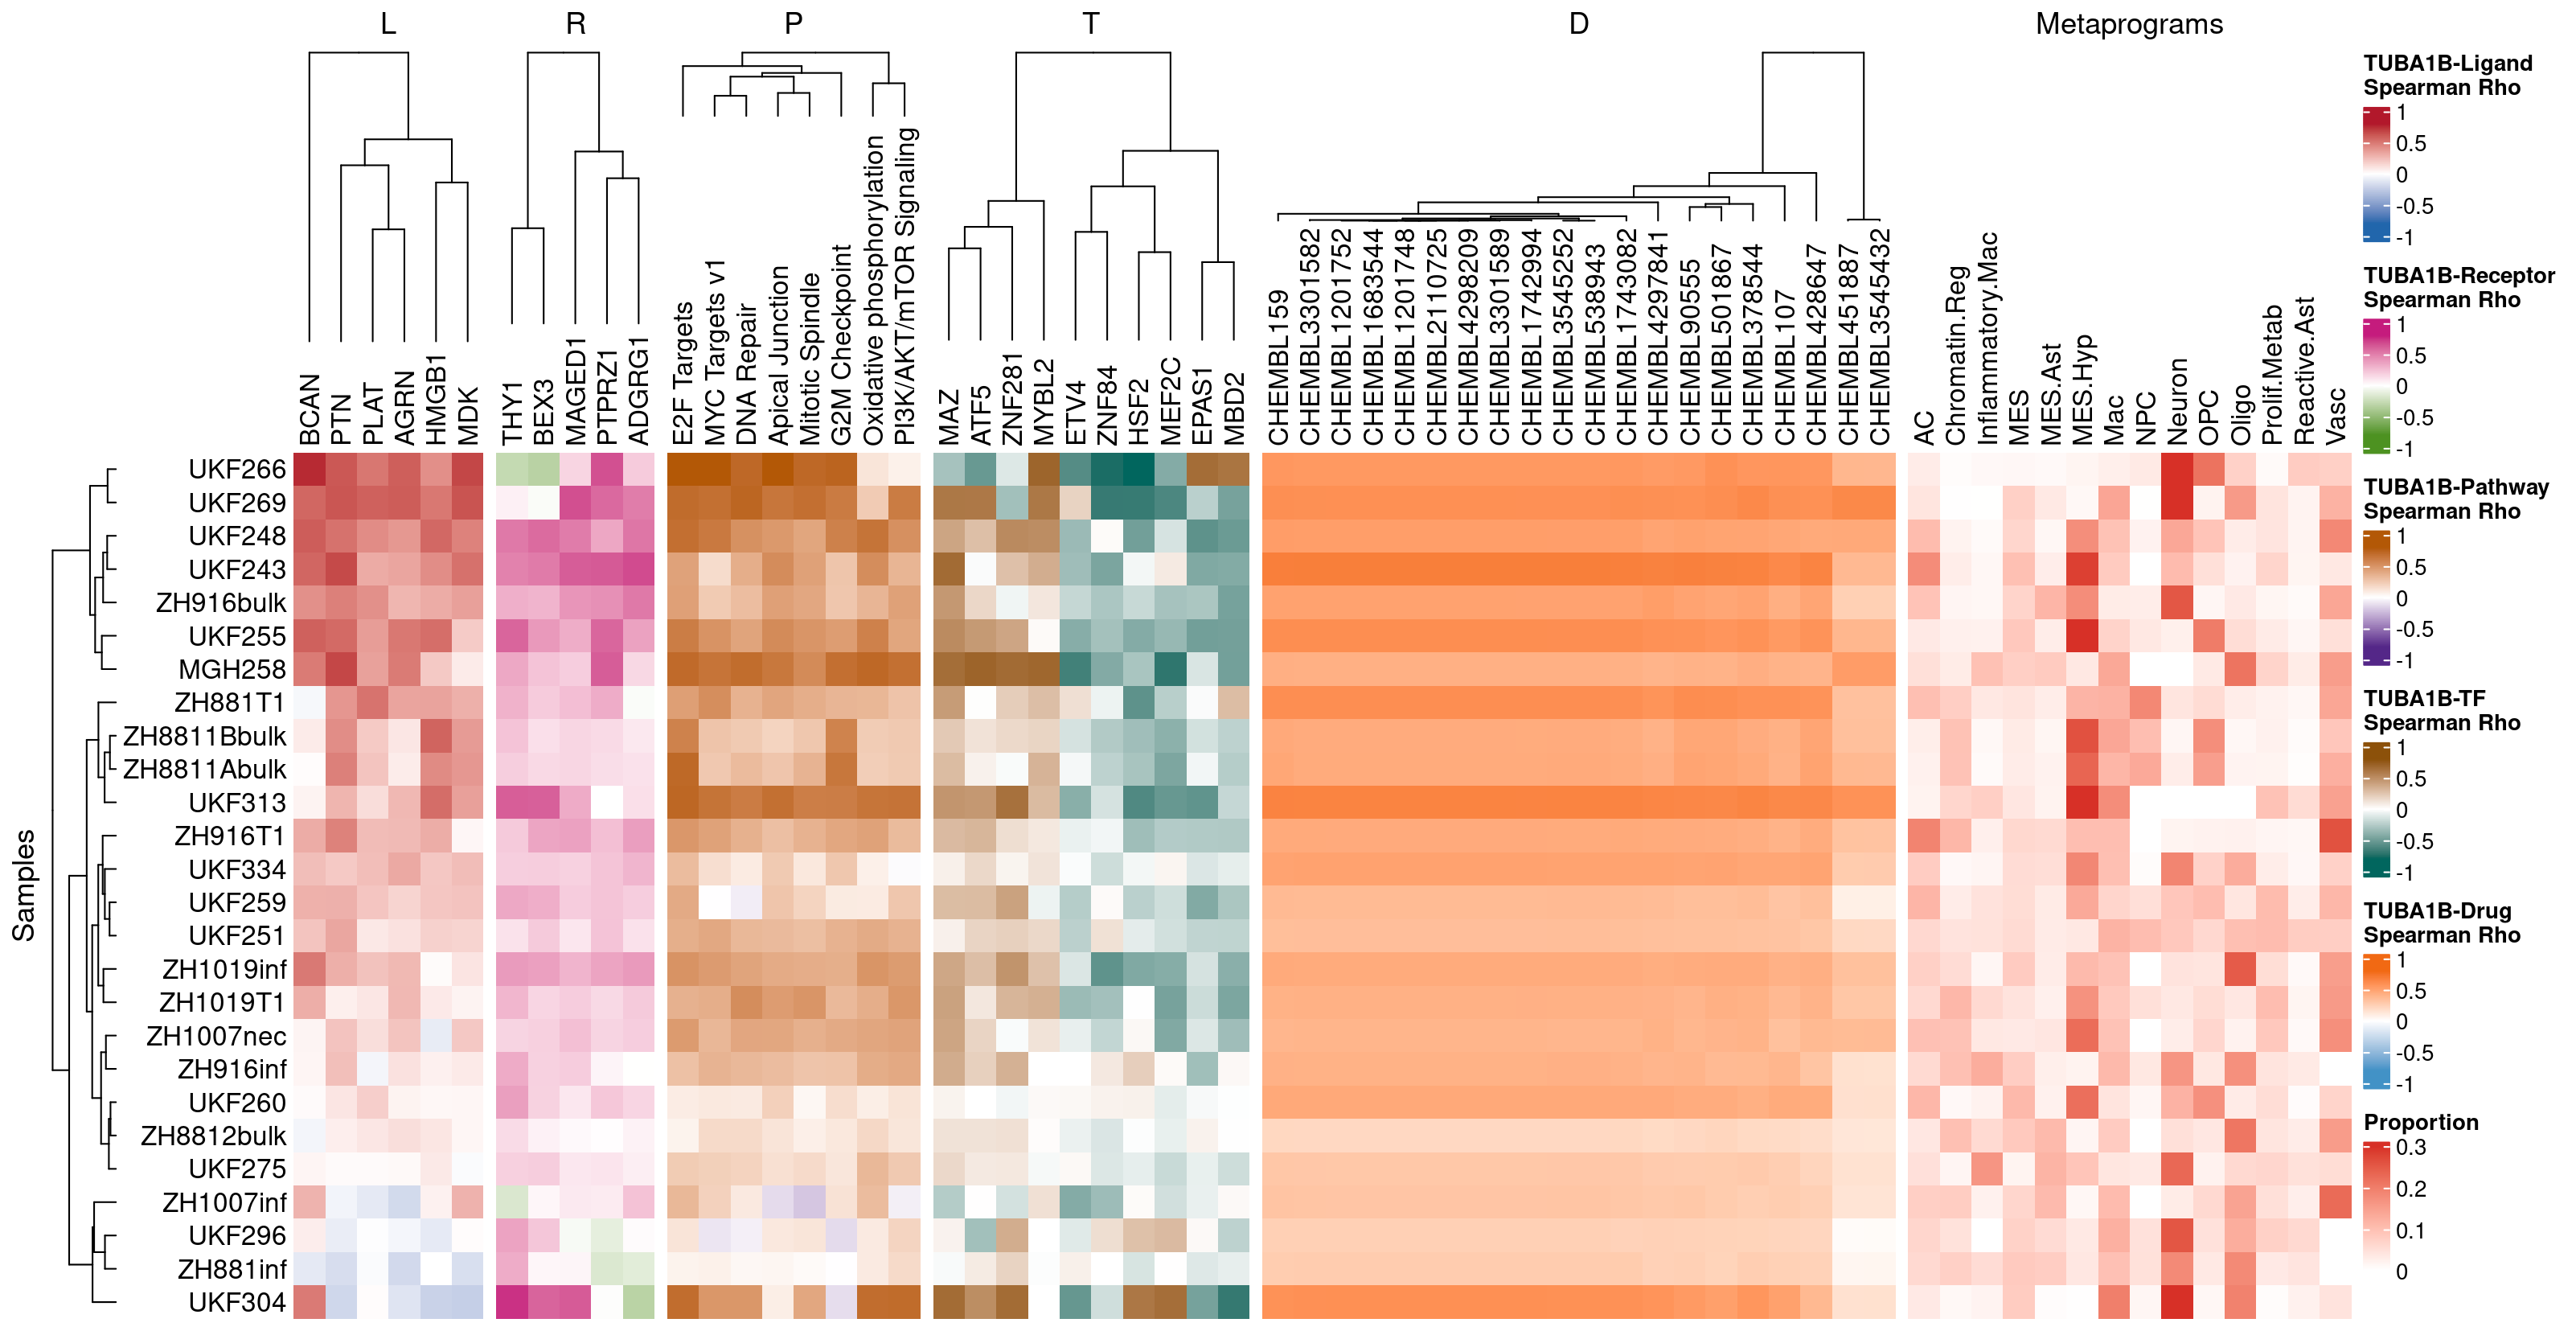 L
R
P
T
D
Metaprograms
BCAN
PTN
PLAT
AGRN
HMGB1
MDK
THY1
BEX3
MAGED1
PTPRZ1
ADGRG1
E2F Targets
MYC Targets v1
DNA Repair
Apical Junction
Mitotic Spindle
G2M Checkpoint
Oxidative phosphorylation
PI3K/AKT/mTOR Signaling
MAZ
ATF5
ZNF281
MYBL2
ETV4
ZNF84
HSF2
MEF2C
EPAS1
MBD2
CHEMBL159
CHEMBL3301582
CHEMBL1201752
CHEMBL1683544
CHEMBL1201748
CHEMBL2110725
CHEMBL4298209
CHEMBL3301589
CHEMBL1742994
CHEMBL3545252
CHEMBL538943
CHEMBL1743082
CHEMBL4297841
CHEMBL90555
CHEMBL501867
CHEMBL378544
CHEMBL107
CHEMBL428647
CHEMBL451887
CHEMBL3545432
AC
Chromatin.Reg
Inflammatory.Mac
MES
MES.Ast
MES.Hyp
Mac
NPC
Neuron
OPC
Oligo
Prolif.Metab
Reactive.Ast
Vasc
Samples
UKF266
UKF269
UKF248
UKF243
ZH916bulk
UKF255
MGH258
ZH881T1
ZH8811Bbulk
ZH8811Abulk
UKF313
ZH916T1
UKF334
UKF259
UKF251
ZH1019inf
ZH1019T1
ZH1007nec
ZH916inf
UKF260
ZH8812bulk
UKF275
ZH1007inf
UKF296
ZH881inf
UKF304
TUBA1B-Ligand
Spearman Rho
1
0.5
0
-0.5
-1
TUBA1B-Receptor
Spearman Rho
1
0.5
0
-0.5
-1
TUBA1B-Pathway
Spearman Rho
1
0.5
0
-0.5
-1
TUBA1B-TF
Spearman Rho
1
0.5
0
-0.5
-1
TUBA1B-Drug
Spearman Rho
1
0.5
0
-0.5
-1
Proportion
0.3
0.2
0.1
0